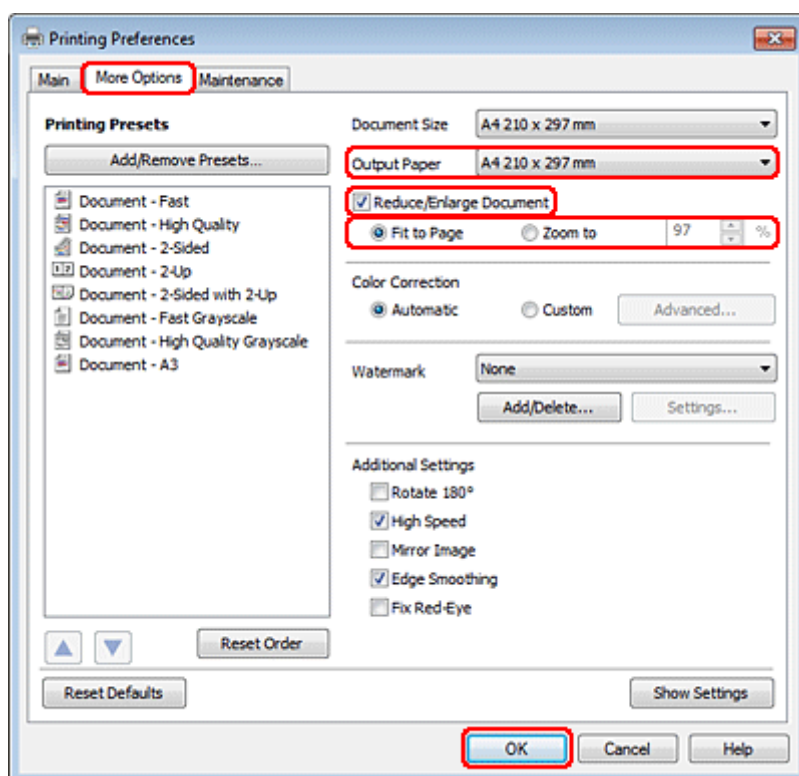 Printing Preferences
Main More Options Maintenance
Printing Presets
Add/Remove Presets...
Document - Fast
Document - High Quality
Document - 2-Sided
Document - 2-Up
Document - 2-Sided with 2-Up
Document - Fast Grayscale
Document - High Quality Grayscale
Document - A3
Reset Order
Document Size A4 210 x 297 mm
Output Paper A4 210 x 297 mm
Reduce/Enlarge Document
Fit to Page Zoom to 97 %
Color Correction
Automatic Custom Advanced...
Watermark None
Add/Delete... Settings...
Additional Settings
Rotate 180°
High Speed
Mirror Image
Edge Smoothing
Fix Red-Eye
Reset Defaults Show Settings
OK Cancel Help